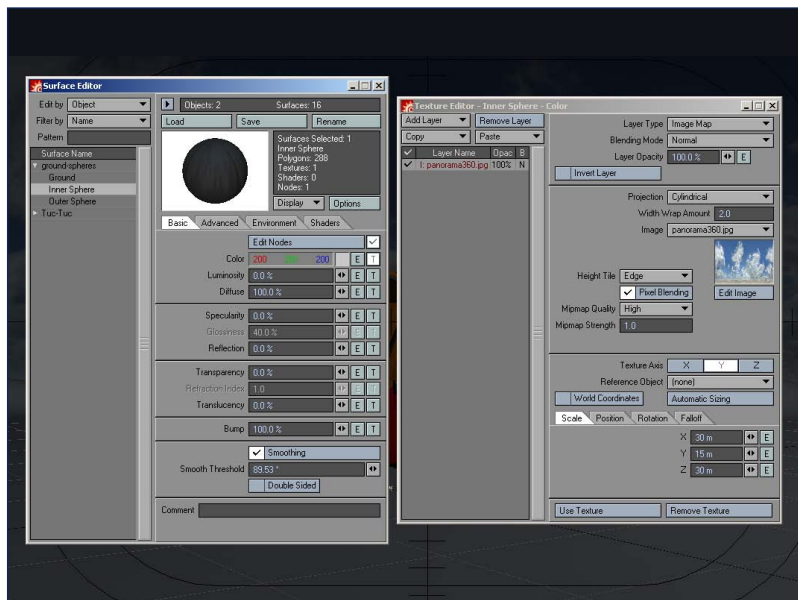 Surface Editor
Edit by Object
Filter by Name
Pattern
Surface Name
ground-spheres
Ground
Inner Sphere
Outer Sphere
Tuc-Tuc
Objects: 2 Surfaces: 16
Load Save Rename
Surfaces Selected: 1
Inner Sphere
Polygons: 288
Textures: 1
Shaders: 0
Nodes: 1
Display Options
Basic Advanced Environment Shaders
Edit Nodes
Color 200 200 200 E T
Luminosity 0.0 % E T
Diffuse 100.0 % E T
Specularity 0.0 % E T
Glossiness 40.0 % E T
Reflection 0.0 % E T
Transparency 0.0 % E T
Refraction Index 1.0 E T
Translucency 0.0 % E T
Bump 100.0 % E T
Smoothing
Smooth Threshold 89.53 °
Double Sided
Comment
Texture Editor - Inner Sphere - Color
Add Layer Remove Layer
Copy Paste
Layer Name Opac B
I: panorama360.jpg 100% N
Layer Type Image Map
Blending Mode Normal
Layer Opacity 100.0 % E
Invert Layer
Projection Cylindrical
Width Wrap Amount 2.0
Image panorama360.jpg
Height Tile Edge
Pixel Blending Edit Image
Mipmap Quality High
Mipmap Strength 1.0
Texture Axis X Y Z
Reference Object (none)
World Coordinates Automatic Sizing
Scale Position Rotation Falloff
X 30 m E
Y 15 m E
Z 30 m E
Use Texture Remove Texture